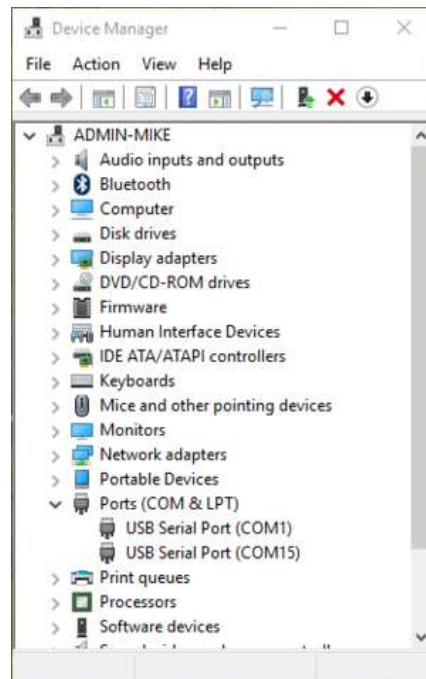 Device Manager
File Action View Help
ADMIN-MIKE
Audio inputs and outputs
Bluetooth
Computer
Disk drives
Display adapters
DVD/CD-ROM drives
Firmware
Human Interface Devices
IDE ATA/ATAPI controllers
Keyboards
Mice and other pointing devices
Monitors
Network adapters
Portable Devices
Ports (COM & LPT)
USB Serial Port (COM1)
USB Serial Port (COM15)
Print queues
Processors
Software devices